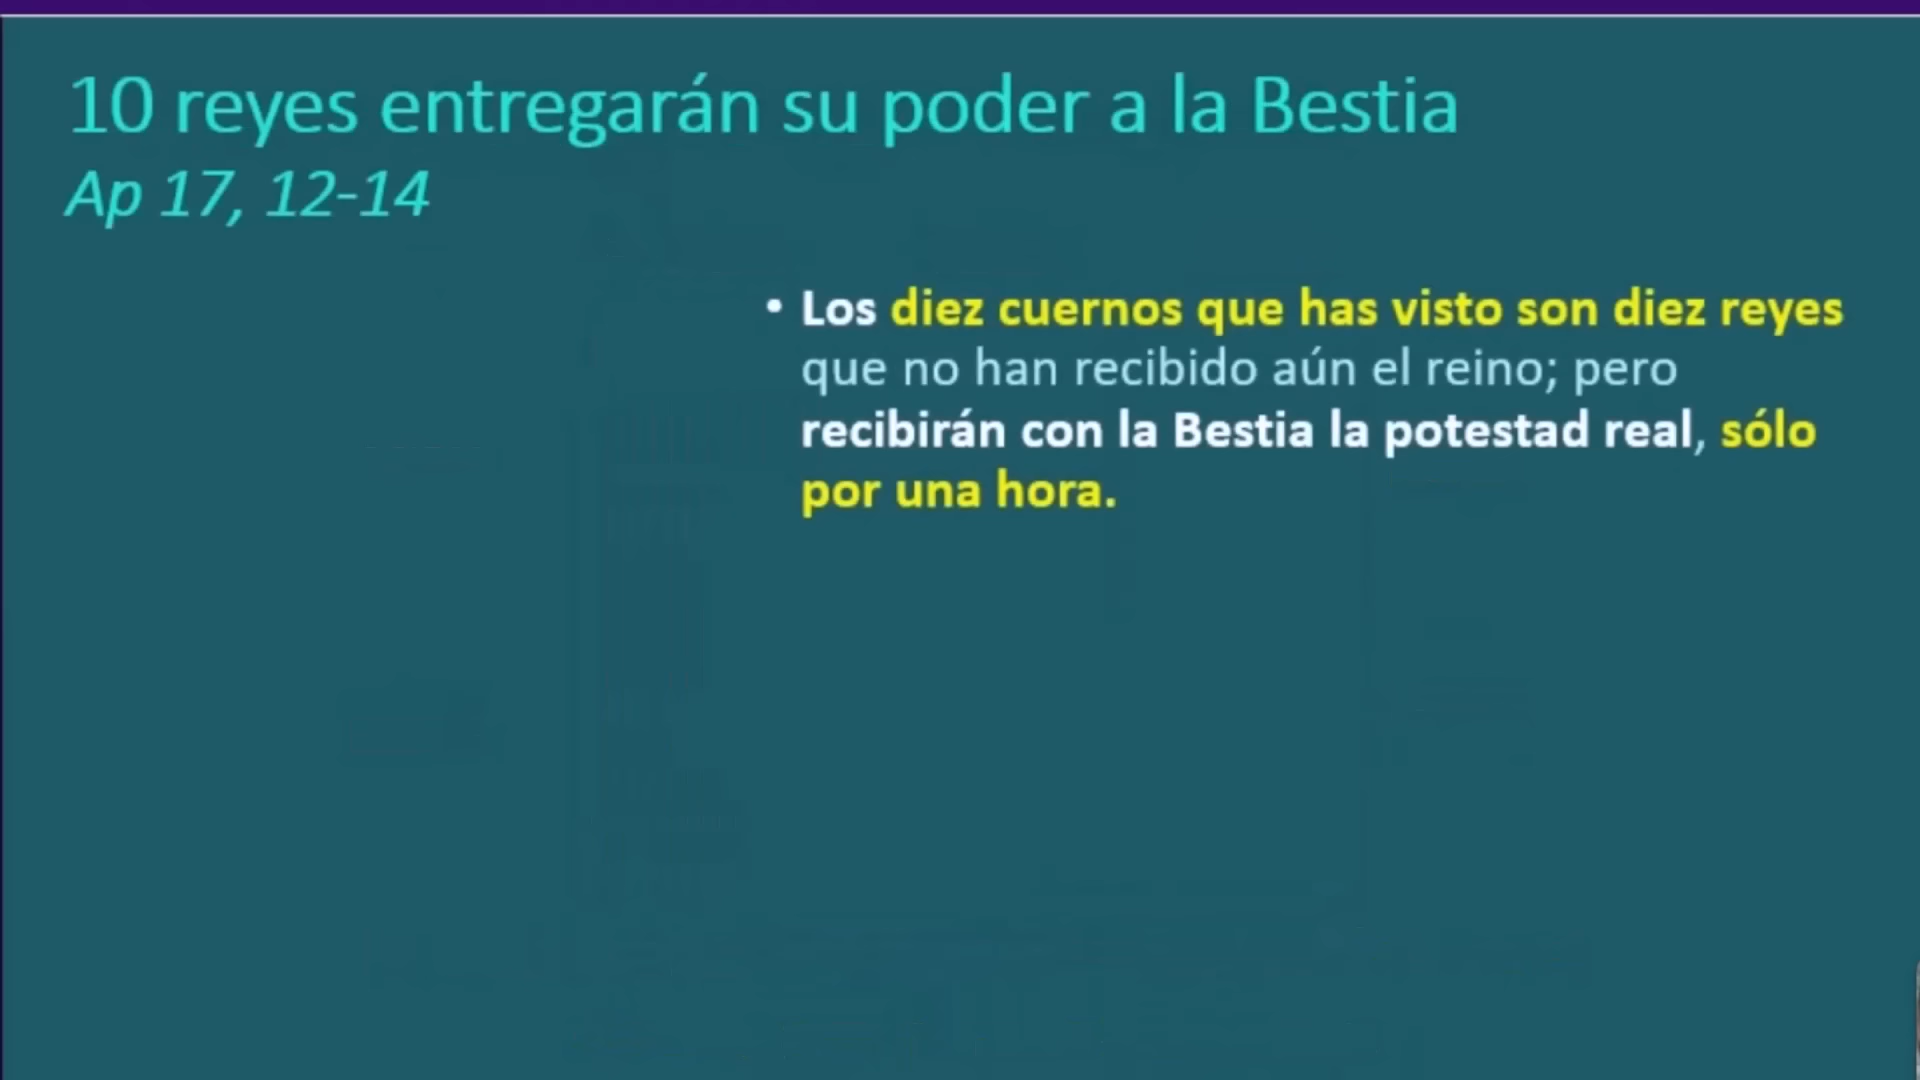 10 reyes entregarán su poder a la Bestia
Ap 17, 12-14
• Los diez cuernos que has visto son diez reyes
que no han recibido aún el reino; pero
recibirán con la Bestia la potestad real, sólo
por una hora.